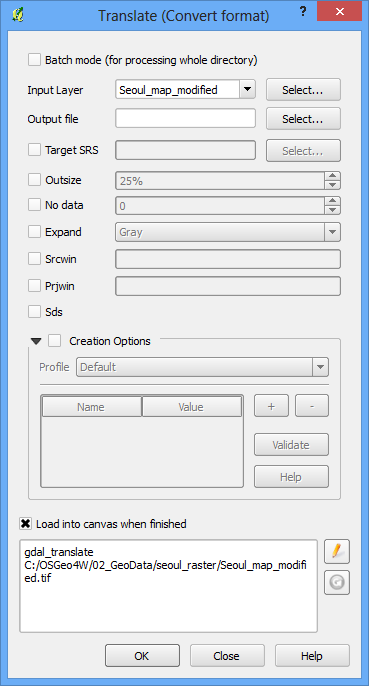 Translate (Convert format)
? ×
Batch mode (for processing whole directory)
Input Layer Seoul_map_modified Select...
Output file Select...
Target SRS Select...
Outsize 25%
No data 0
Expand Gray
Srcwin
Prjwin
Sds
Creation Options
Profile Default
Name Value + -
Validate
Help
Load into canvas when finished
gdal_translate
C:/OSGeo4W/02_GeoData/seoul_raster/Seoul_map_modifi
ed.tif
OK Close Help